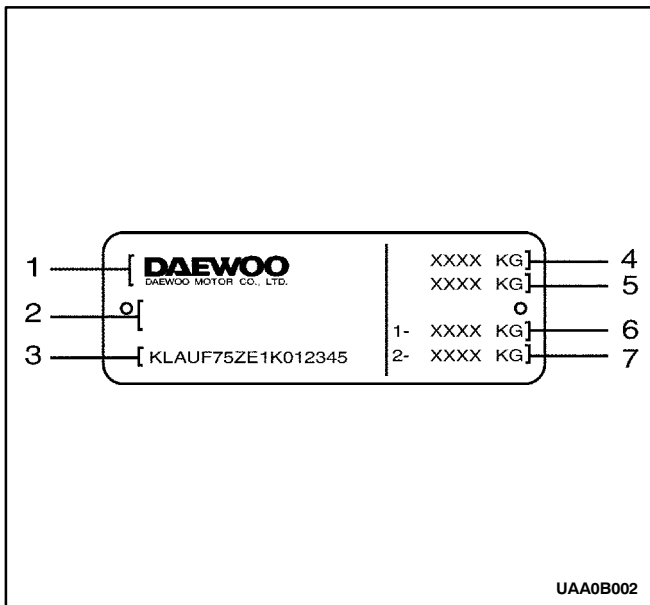 1 DAEWOO XXXX KG 4
DAEWOO MOTOR CO., LTD. XXXX KG 5
2
1- XXXX KG 6
3 KLAUF75ZE1K012345 2- XXXX KG 7
UAA0B002